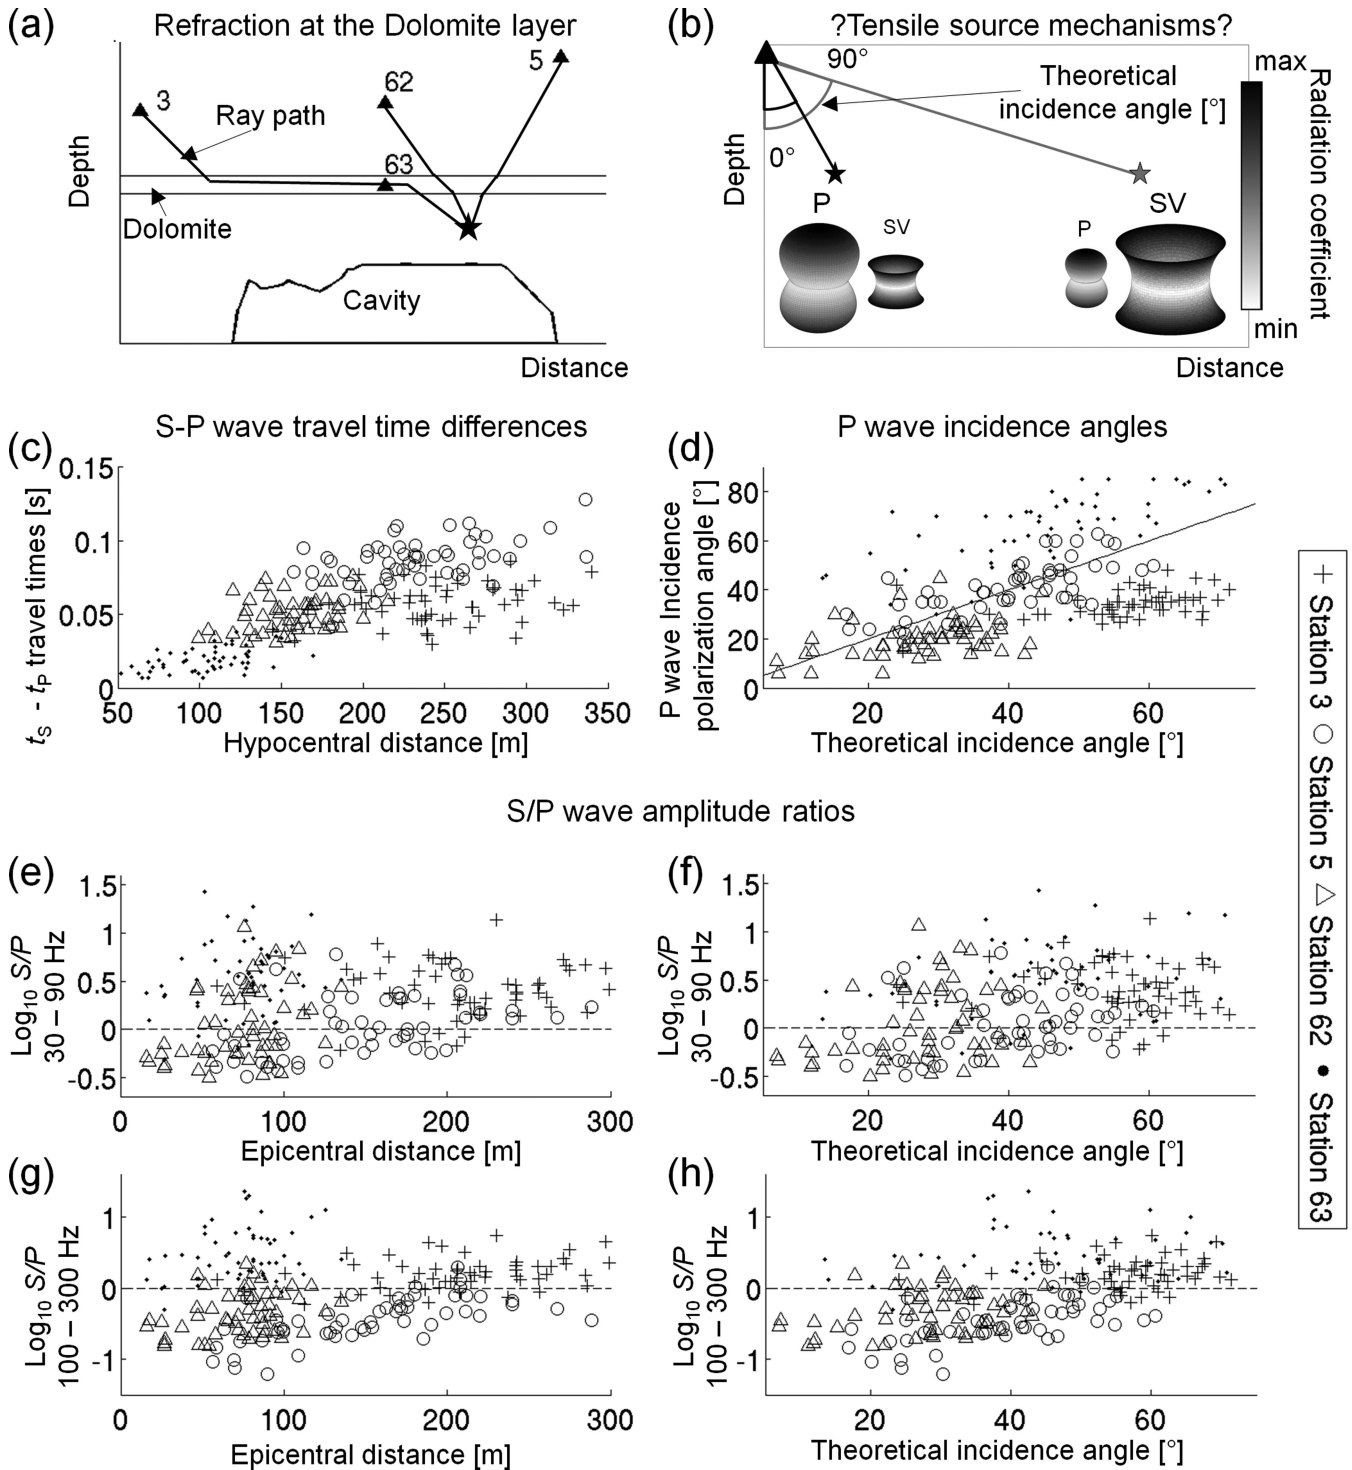 (a) Refraction at the Dolomite layer
3
62
5
Ray path
63
Dolomite
Cavity
Depth
Distance
(b) ?Tensile source mechanisms?
90°
Theoretical
incidence angle [°]
0°
P
SV
P
SV
max
min
Radiation coefficient
Depth
Distance
(c) S-P wave travel time differences
0.15
0.1
0.05
0
50 100 150 200 250 300 350
tS - tP travel times [s]
Hypocentral distance [m]
(d) P wave incidence angles
80
60
40
20
0
20 40 60
P wave Incidence
polarization angle [°]
Theoretical incidence angle [°]
S/P wave amplitude ratios
(e)
1.5
1
0.5
0
-0.5
0 100 200 300
Log10 S/P
30 – 90 Hz
Epicentral distance [m]
(f)
1.5
1
0.5
0
-0.5
20 40 60
Log10 S/P
30 – 90 Hz
Theoretical incidence angle [°]
(g)
1
0
-1
0 100 200 300
Log10 S/P
100 – 300 Hz
Epicentral distance [m]
(h)
1
0
-1
20 40 60
Log10 S/P
100 – 300 Hz
Theoretical incidence angle [°]
Station 3 Station 5 Station 62 Station 63